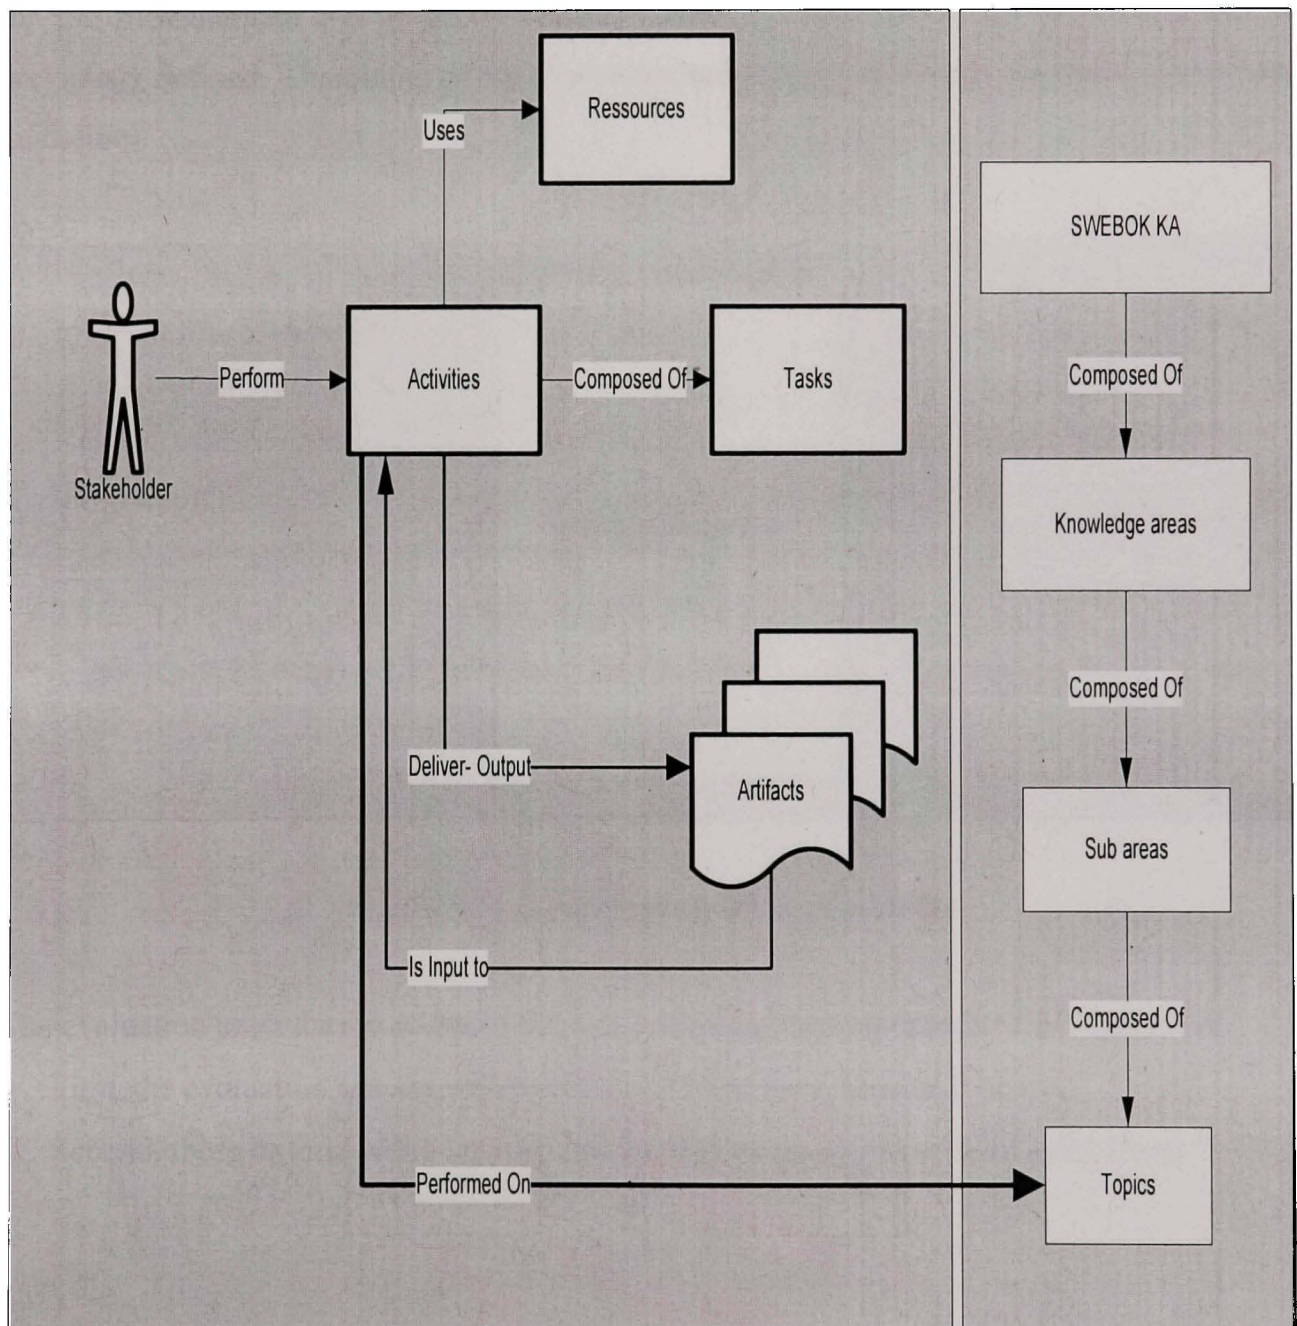 Ressources
Uses
SWEBOK KA
Composed Of
Stakeholder
Perform
Activities
Composed Of
Tasks
Knowledge areas
Composed Of
Deliver- Output
Artifacts
Sub areas
Is Input to
Composed Of
Performed On
Topics